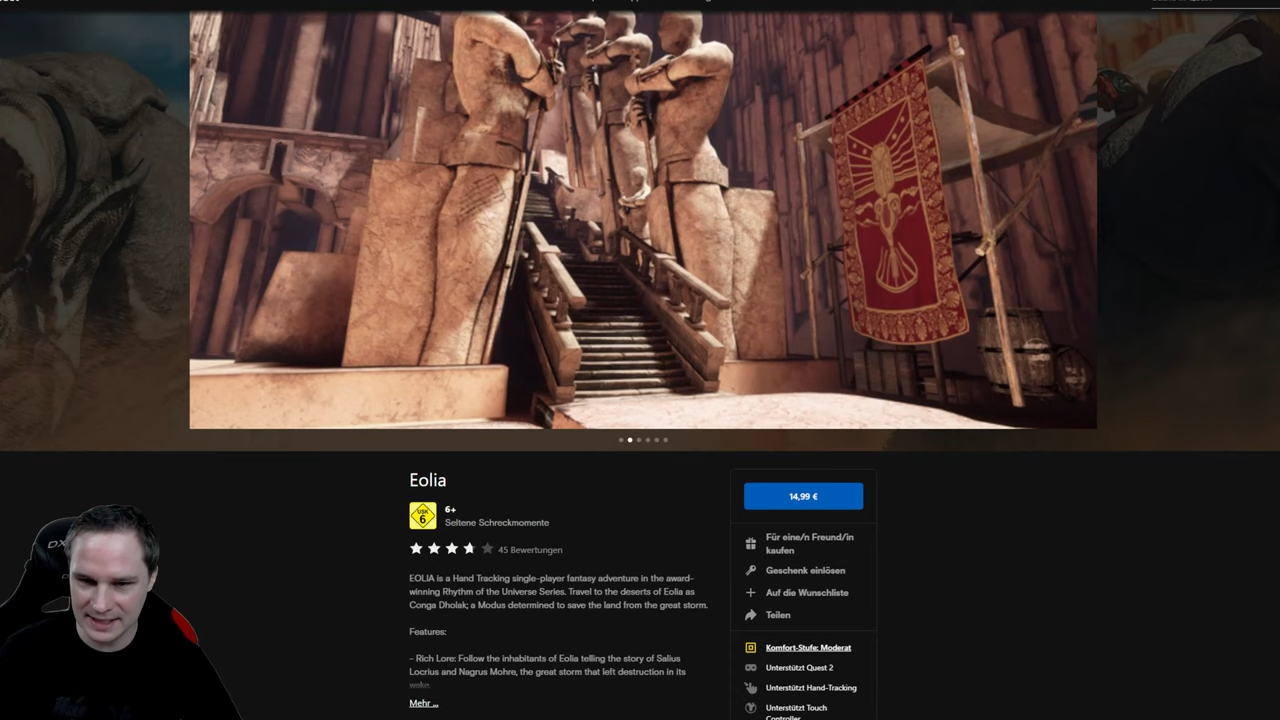 Eolia
USK
6
6+
Seltene Schreckmomente
45 Bewertungen
EOLIA is a Hand Tracking single-player fantasy adventure in the award-
winning Rhythm of the Universe Series. Travel to the deserts of Eolia as
Conga Dholak; a Modus determined to save the land from the great storm.
Features:
- Rich Lore: Follow the inhabitants of Eolia telling the story of Salius
Locrius and Nagrus Mohre, the great storm that left destruction in its
wake.
Mehr ...
14,99 €
Für eine/n Freund/in
kaufen
Geschenk einlösen
Auf die Wunschliste
Teilen
Komfort-Stufe: Moderat
Unterstützt Quest 2
Unterstützt Hand-Tracking
Unterstützt Touch
Controller
DX